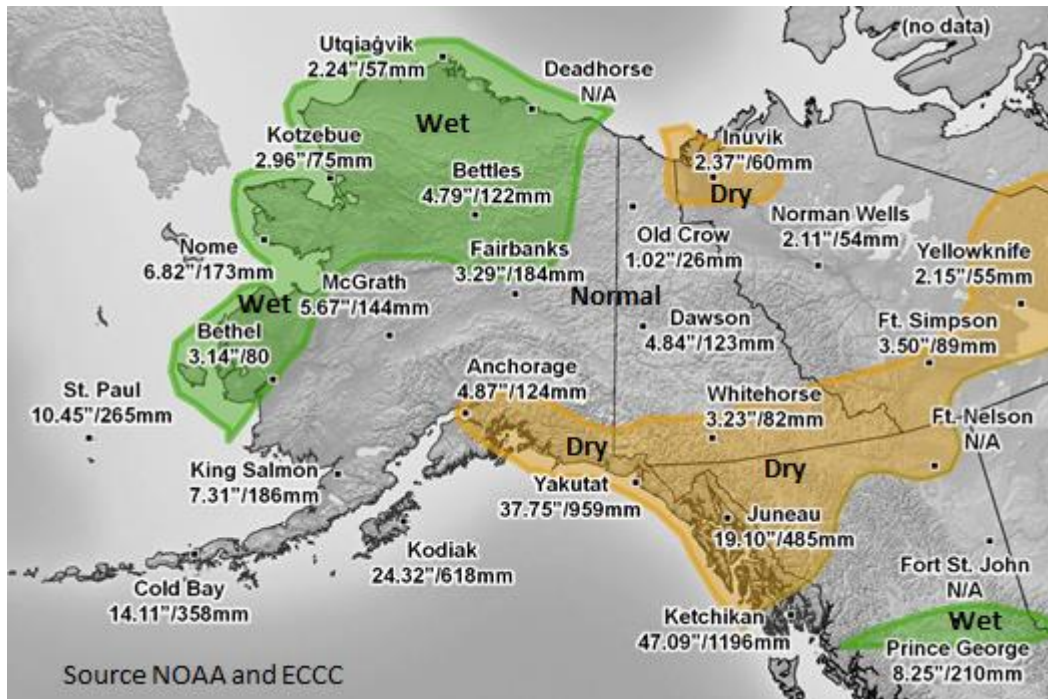 (no data)
Utqiaġvik
2.24"/57mm
Deadhorse
N/A
Wet
Kotzebue
2.96"/75mm
Inuvik
2.37"/60mm
Dry
Bettles
4.79"/122mm
Norman Wells
2.11"/54mm
Old Crow
1.02"/26mm
Nome
6.82"/173mm
Fairbanks
3.29"/184mm
Yellowknife
2.15"/55mm
McGrath
5.67"/144mm
Normal
Wet
Bethel
3.14"/80
Dawson
4.84"/123mm
Ft. Simpson
3.50"/89mm
Anchorage
4.87"/124mm
St. Paul
10.45"/265mm
Whitehorse
3.23"/82mm
Ft. Nelson
N/A
Dry
Dry
King Salmon
7.31"/186mm
Yakutat
37.75"/959mm
Juneau
19.10"/485mm
Kodiak
24.32"/618mm
Cold Bay
14.11"/358mm
Fort St. John
N/A
Ketchikan
47.09"/1196mm
Wet
Prince George
8.25"/210mm
Source NOAA and ECCC